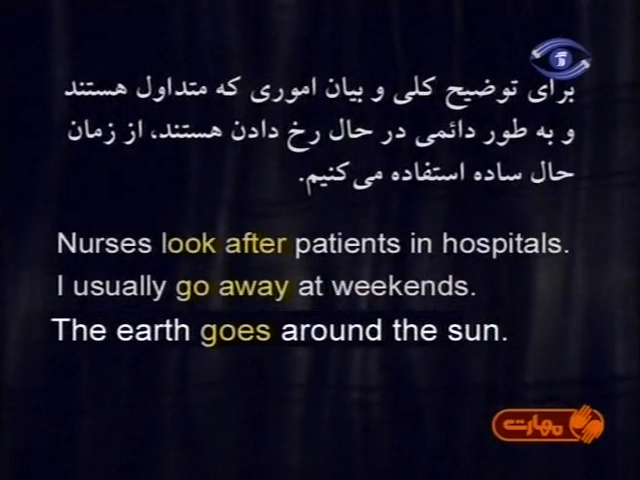 برای توضیح کلی و بیان اموری که متداول هستند
و به طور دائمی در حال رخ دادن هستند، از زمان
حال ساده استفاده می‌کنیم.
Nurses look after patients in hospitals.
I usually go away at weekends.
The earth goes around the sun.
مهارت